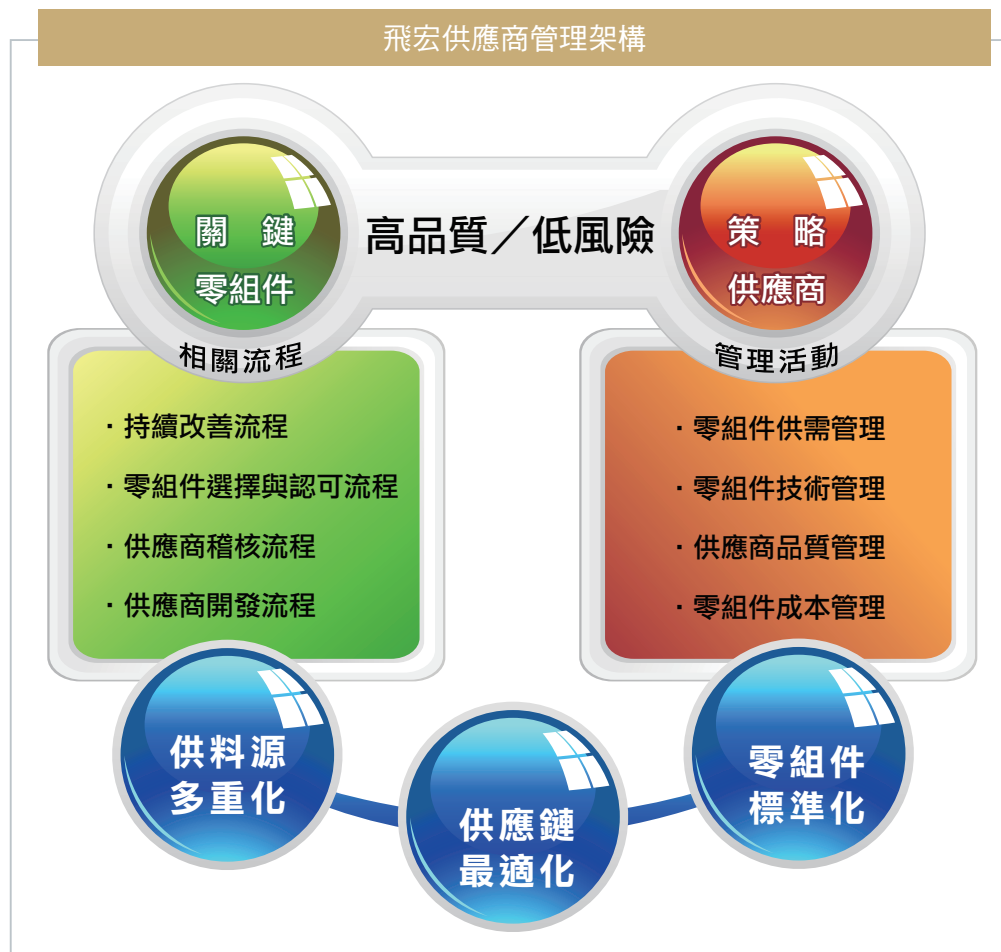 飛宏供應商管理架構
關鍵
零組件
高品質／低風險
策略
供應商
相關流程
・持續改善流程
・零組件選擇與認可流程
・供應商稽核流程
・供應商開發流程
管理活動
・零組件供需管理
・零組件技術管理
・供應商品質管理
・零組件成本管理
供料源
多重化
供應鏈
最適化
零組件
標準化